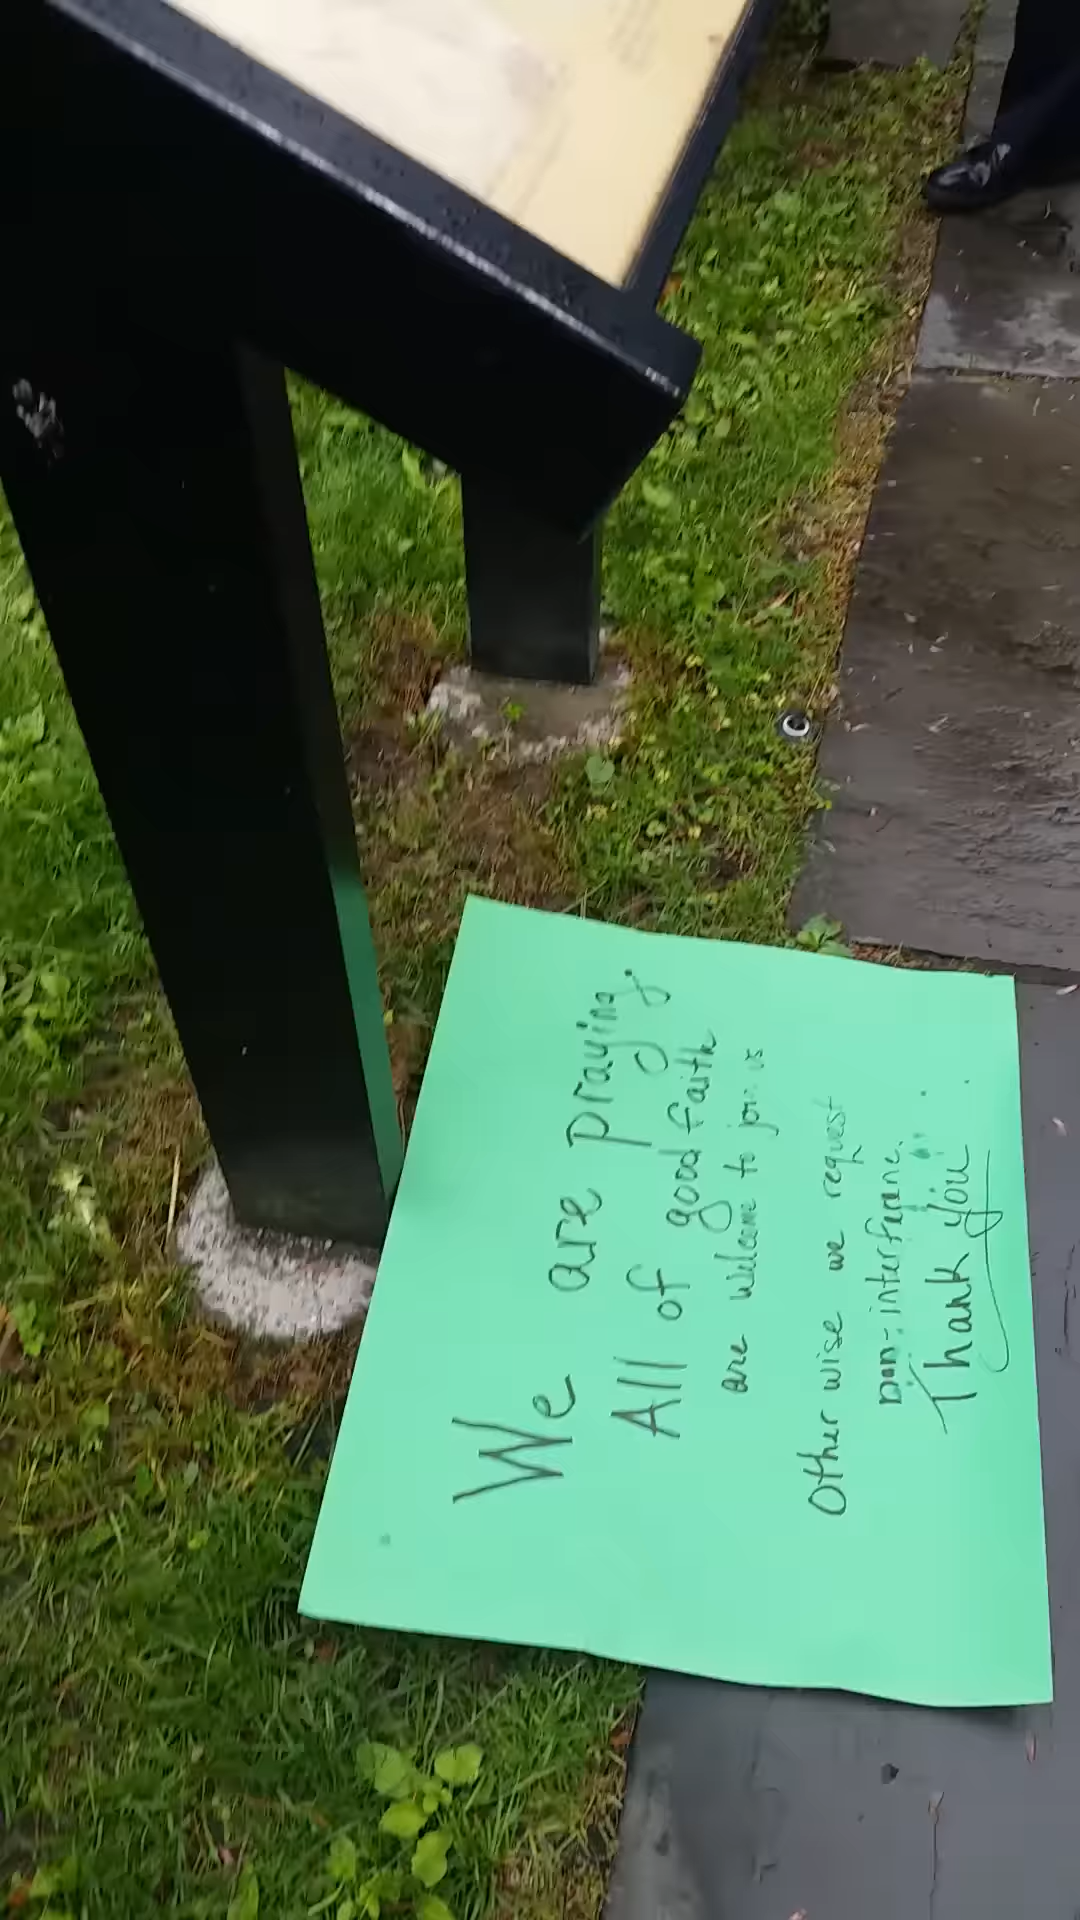 We are praying.
All of good faith
are welcome to join us
Other wise we request
non-interferenc.
Thank you